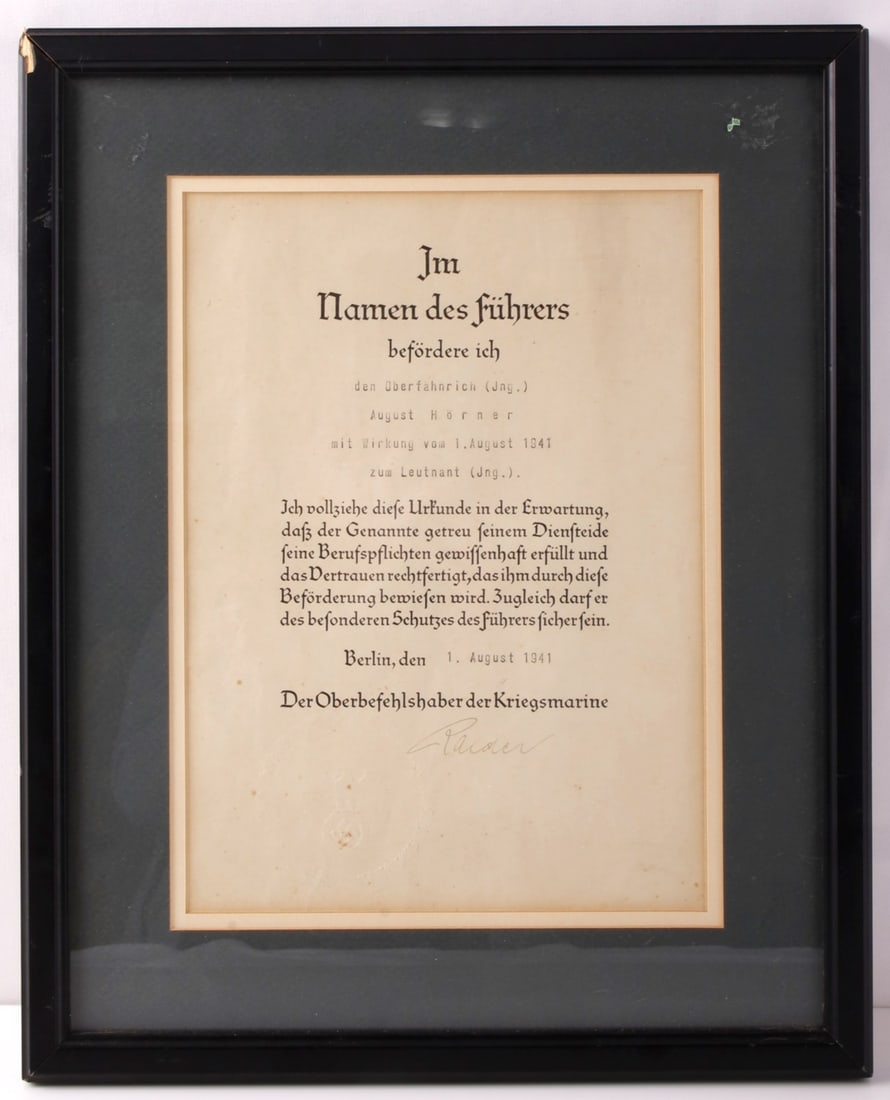 Im
Namen des Führers
befördere ich
den Oberfähnrich (Jng.)
August Hörner
mit Wirkung vom 1.August 1941
zum Leutnant (Jng.).
Ich vollziehe diese Urkunde in der Erwartung,
daß der Genannte getreu seinem Diensteide
seine Berufspflichten gewissenhaft erfüllt und
das Vertrauen rechtfertigt, das ihm durch diese
Beförderung bewiesen wird. Zugleich darf er
des besonderen Schutzes des Führers sicher sein.
Berlin, den 1. August 1941
Der Oberbefehlshaber der Kriegsmarine
Raeder